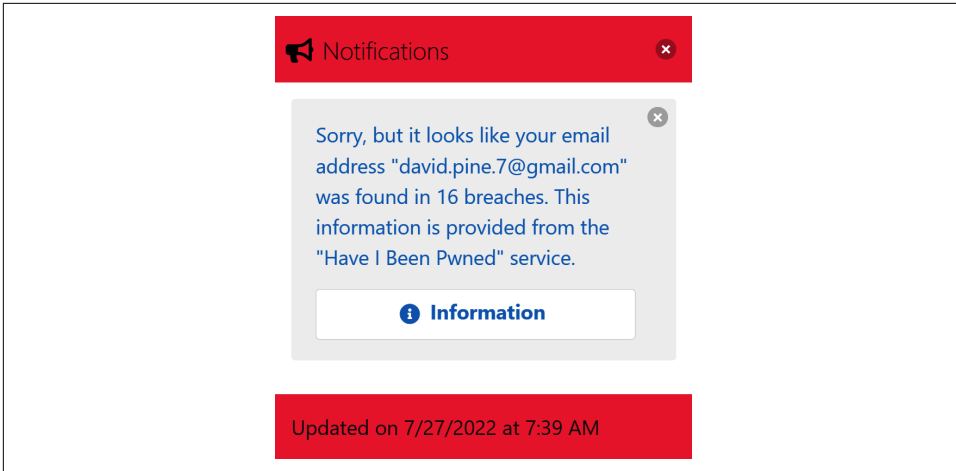 Notifications
Sorry, but it looks like your email
address "david.pine.7@gmail.com"
was found in 16 breaches. This
information is provided from the
"Have I Been Pwned" service.
Information
Updated on 7/27/2022 at 7:39 AM